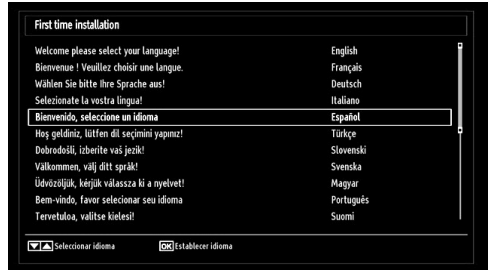 First time installation
Welcome please select your language! English
Bienvenue ! Veuillez choisir une langue. Français
Wählen Sie bitte Ihre Sprache aus! Deutsch
Selezionate la vostra lingua! Italiano
Bienvenido, seleccione un idioma Español
Hoş geldiniz, lütfen dil seçimini yapınız! Türkçe
Dobrodošli, izberite vaš jezik! Slovenski
Välkommen, välj ditt språk! Svenska
Üdvözöljük, kérjük válassza ki a nyelvet! Magyar
Bem-vindo, favor selecionar seu idioma Português
Tervetuloa, valitse kielesi! Suomi
Seleccionar idioma OK Establecer idioma